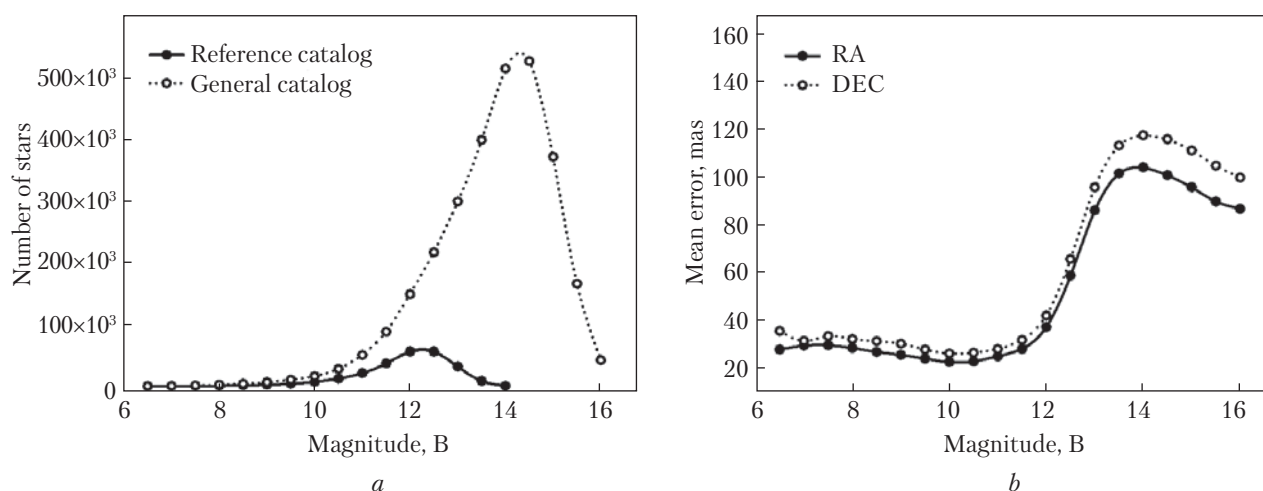 Reference catalog
General catalog
Number of stars
500×10³
400×10³
300×10³
200×10³
100×10³
0
6 8 10 12 14 16
Magnitude, B
a
RA
DEC
Mean error, mas
160
140
120
100
80
60
40
20
6 8 10 12 14 16
Magnitude, B
b